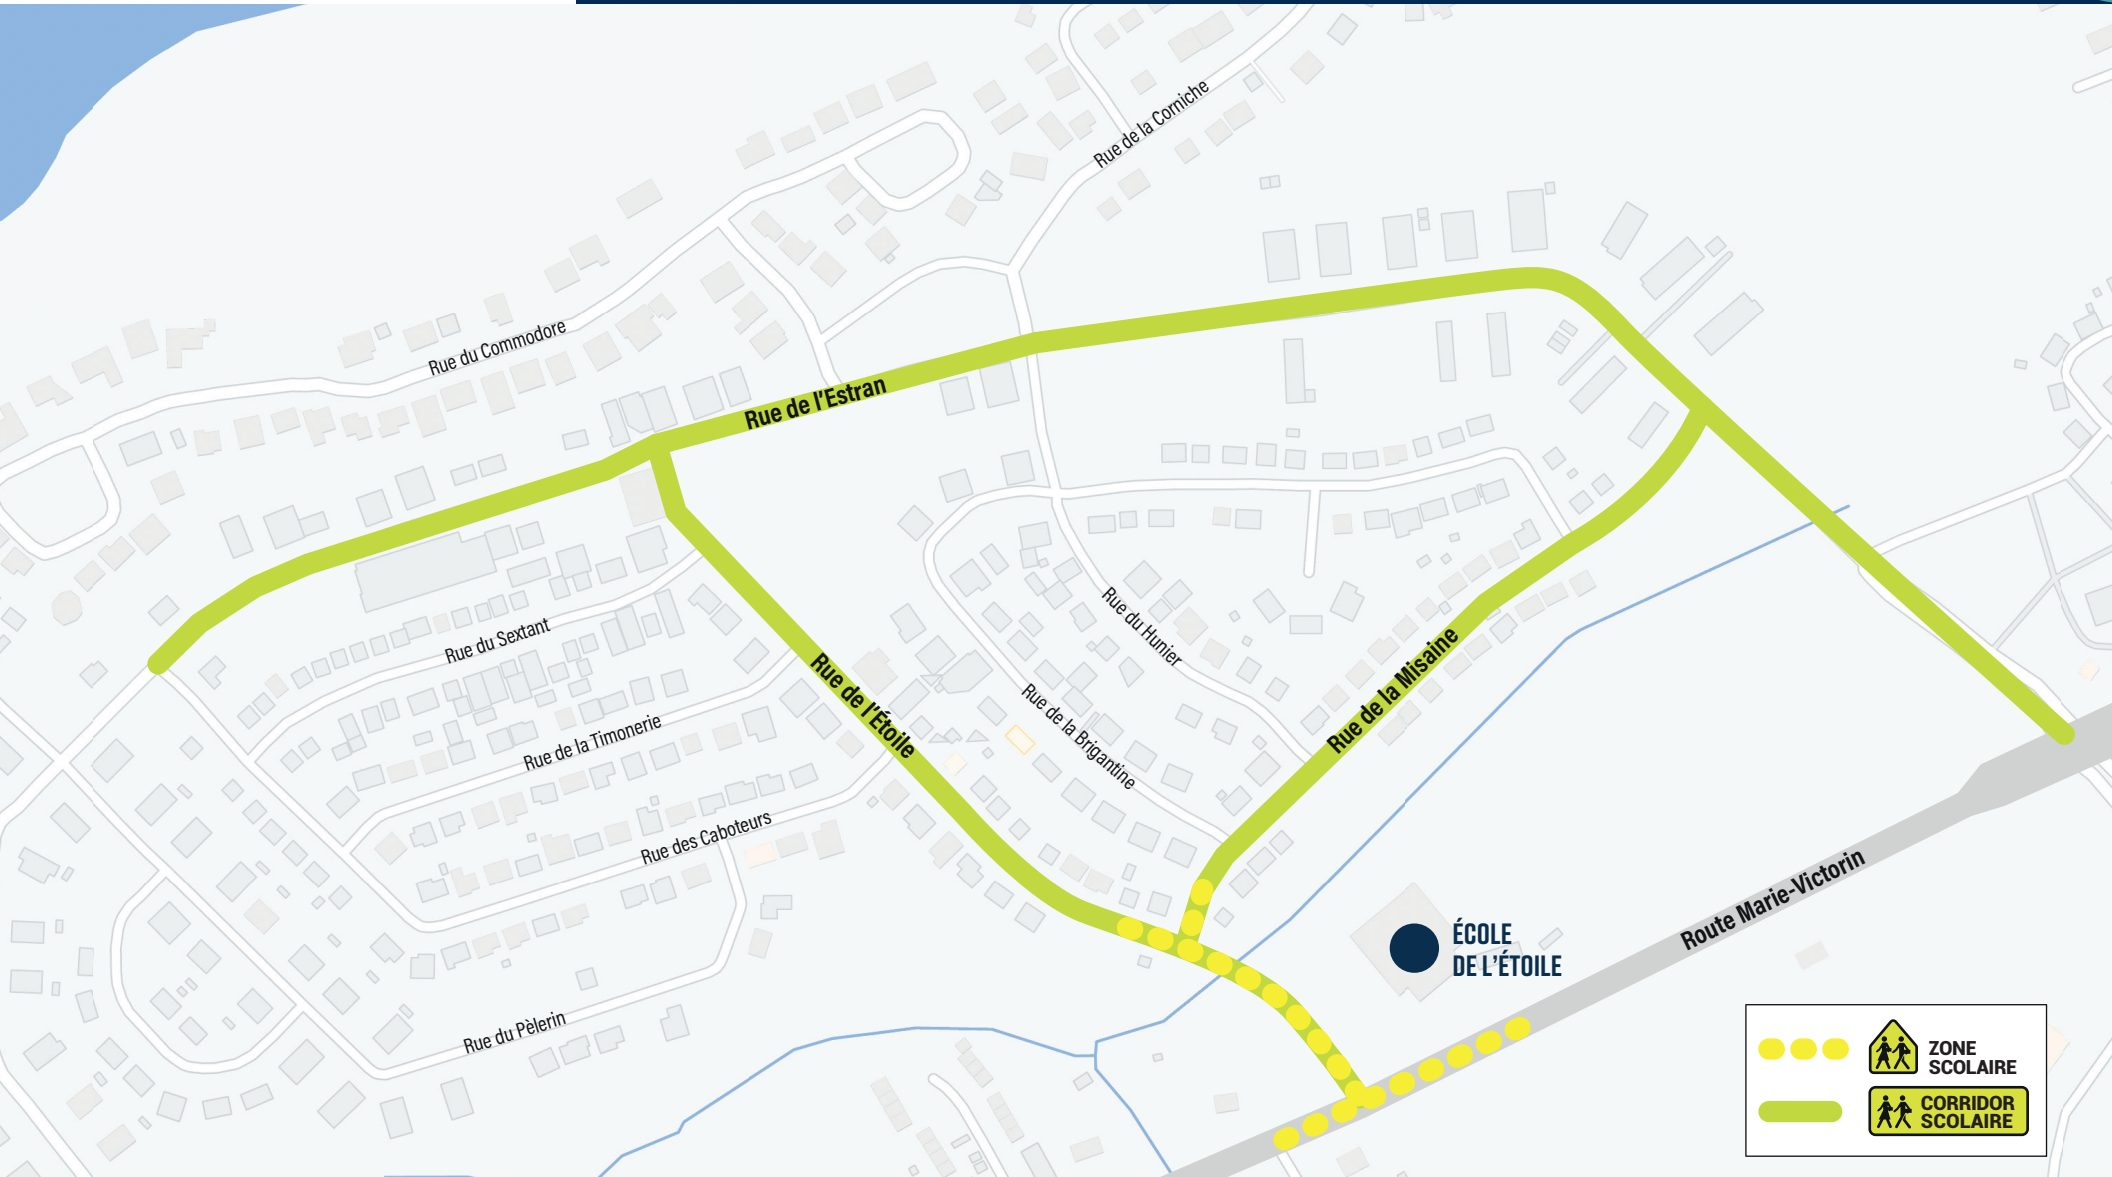 Rue de la Corniche
Rue du Commodore
Rue de l'Estran
Rue du Sextant
Rue du Hunier
Rue de la Misaine
Rue de l'Étoile
Rue de la Brigantine
Rue de la Timonerie
Rue des Caboteurs
Route Marie-Victorin
ÉCOLE
DE L'ÉTOILE
Rue du Pèlerin
ZONE
SCOLAIRE
CORRIDOR
SCOLAIRE